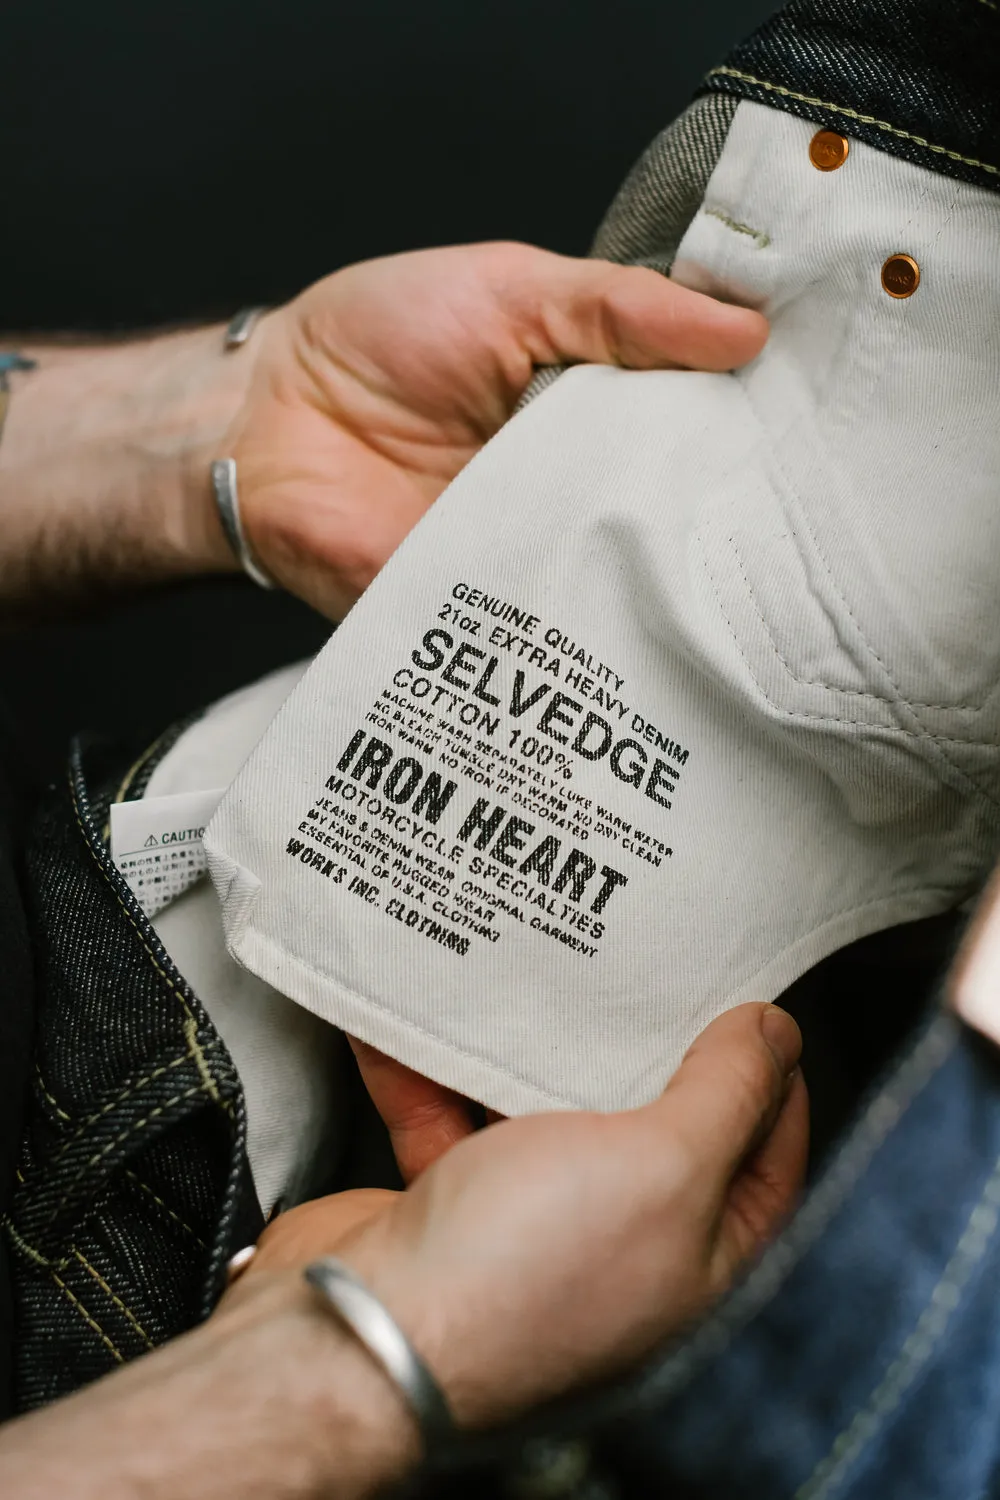 GENUINE QUALITY
21oz EXTRA HEAVY DENIM
SELVEDGE
COTTON 100%
MACHINE WASH SEPARATELY LUKE WARM WATER
NO BLEACH TUMBLE DRY WARM NO DRY CLEAN
IRON WARM NO IRON IF DECORATED
IRON HEART
MOTORCYCLE SPECIALTIES
JEANS & DENIM WEAR, ORIGINAL GARMENT
MY FAVORITE RUGGED WEAR
ESSENTIAL OF U.S.A. CLOTHING
WORKS INC. CLOTHING
⚠ CAUTIO